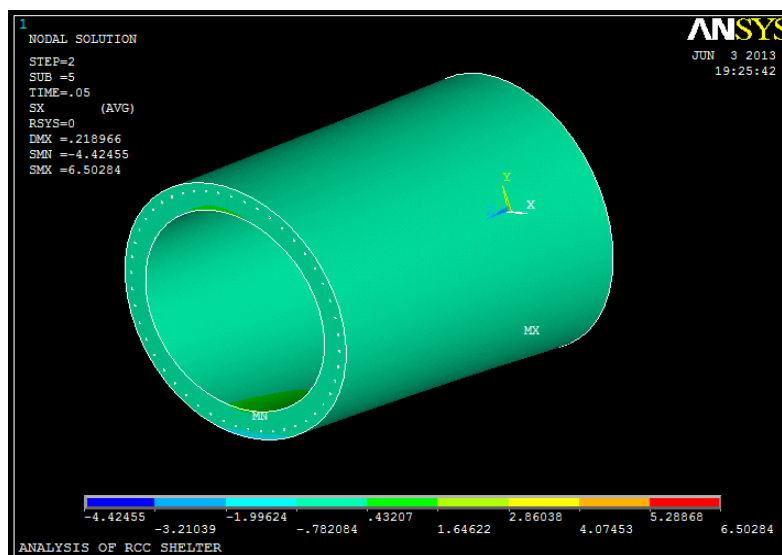 1
NODAL SOLUTION
ANSYS
JUN 3 2013
19:25:42
STEP=2
SUB =5
TIME=.05
SX (AVG)
RSYS=0
DMX =.218966
SMN =-4.42455
SMX =6.50284
Y
X
MX
MN
-4.42455 -1.99624 .43207 2.86038 5.28868
-3.21039 -.782084 1.64622 4.07453 6.50284
ANALYSIS OF RCC SHELTER